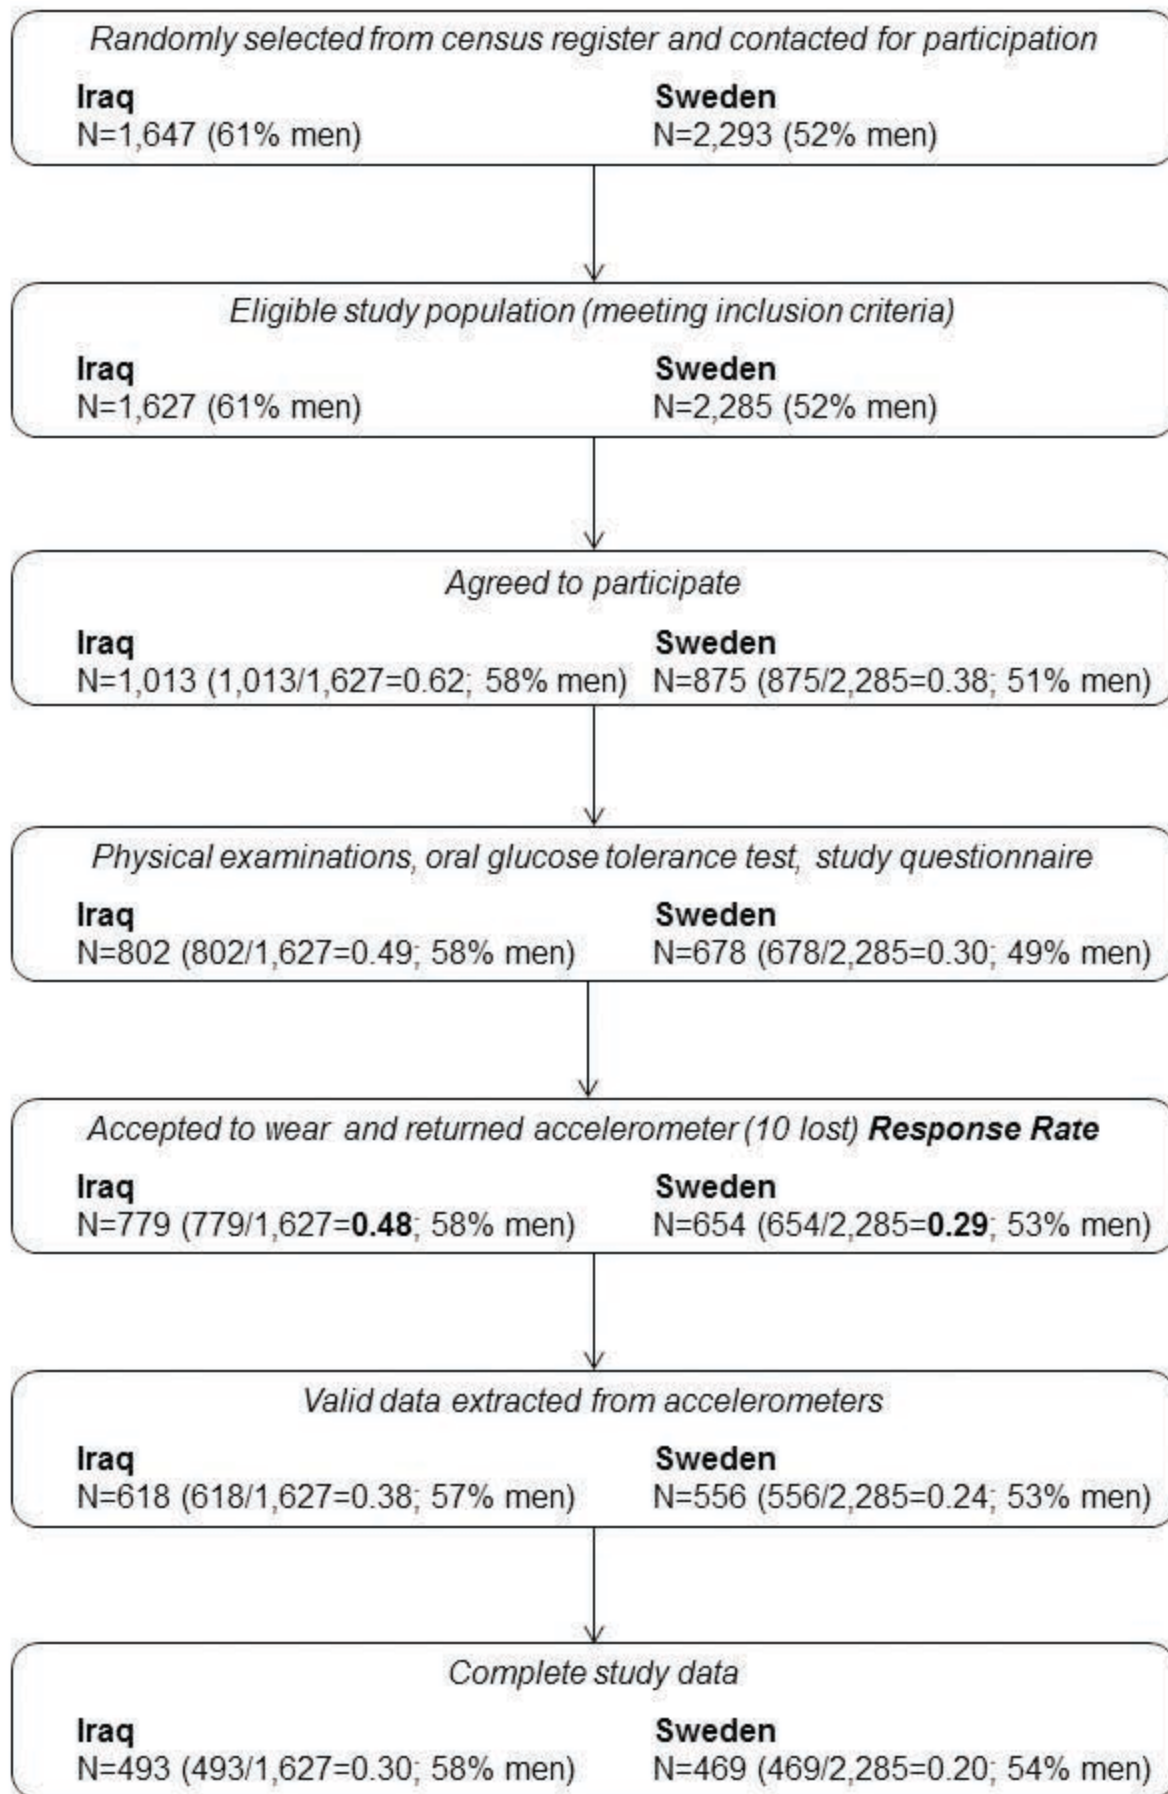 Randomly selected from census register and contacted for participation
Iraq Sweden
N=1,647 (61% men) N=2,293 (52% men)
Eligible study population (meeting inclusion criteria)
Iraq Sweden
N=1,627 (61% men) N=2,285 (52% men)
Agreed to participate
Iraq Sweden
N=1,013 (1,013/1,627=0.62; 58% men) N=875 (875/2,285=0.38; 51% men)
Physical examinations, oral glucose tolerance test, study questionnaire
Iraq Sweden
N=802 (802/1,627=0.49; 58% men) N=678 (678/2,285=0.30; 49% men)
Accepted to wear and returned accelerometer (10 lost) Response Rate
Iraq Sweden
N=779 (779/1,627=0.48; 58% men) N=654 (654/2,285=0.29; 53% men)
Valid data extracted from accelerometers
Iraq Sweden
N=618 (618/1,627=0.38; 57% men) N=556 (556/2,285=0.24; 53% men)
Complete study data
Iraq Sweden
N=493 (493/1,627=0.30; 58% men) N=469 (469/2,285=0.20; 54% men)